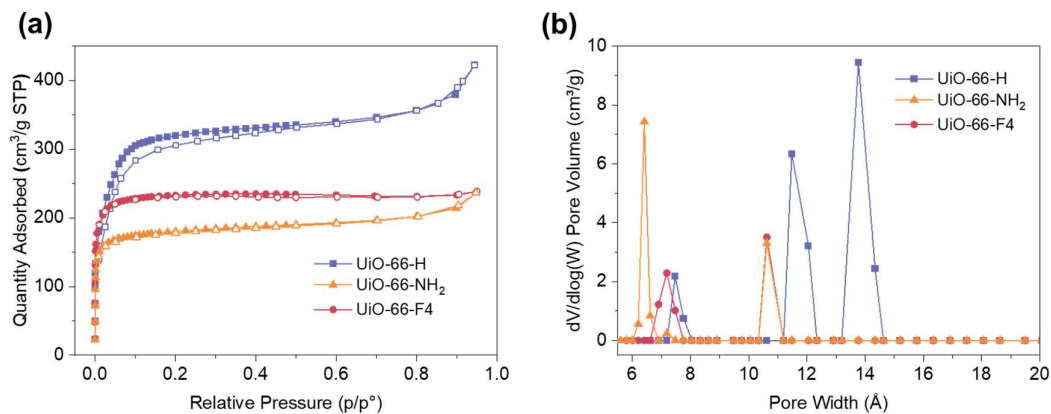 (a)
Quantity Adsorbed (cm³/g STP)
400
300
200
100
0
0.0 0.2 0.4 0.6 0.8 1.0
Relative Pressure (p/p°)
UiO-66-H
UiO-66-NH₂
UiO-66-F4
(b)
dV/dlog(W) Pore Volume (cm³/g)
10
8
6
4
2
0
6 8 10 12 14 16 18 20
Pore Width (Å)
UiO-66-H
UiO-66-NH₂
UiO-66-F4